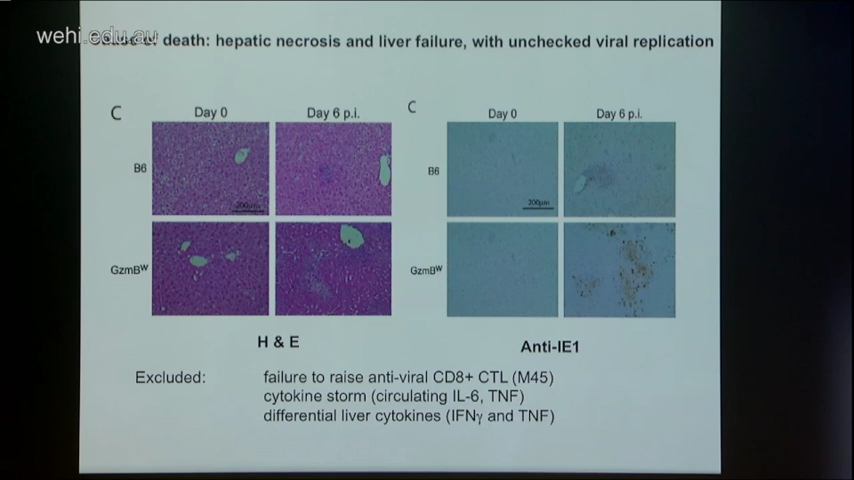 wehi.edu.au
death: hepatic necrosis and liver failure, with unchecked viral replication
C
Day 0
Day 6 p.i.
B6
200μm
GzmBW
H & E
C
Day 0
Day 6 p.i.
B6
200μm
GzmBW
Anti-IE1
Excluded:
failure to raise anti-viral CD8+ CTL (M45)
cytokine storm (circulating IL-6, TNF)
differential liver cytokines (IFNγ and TNF)